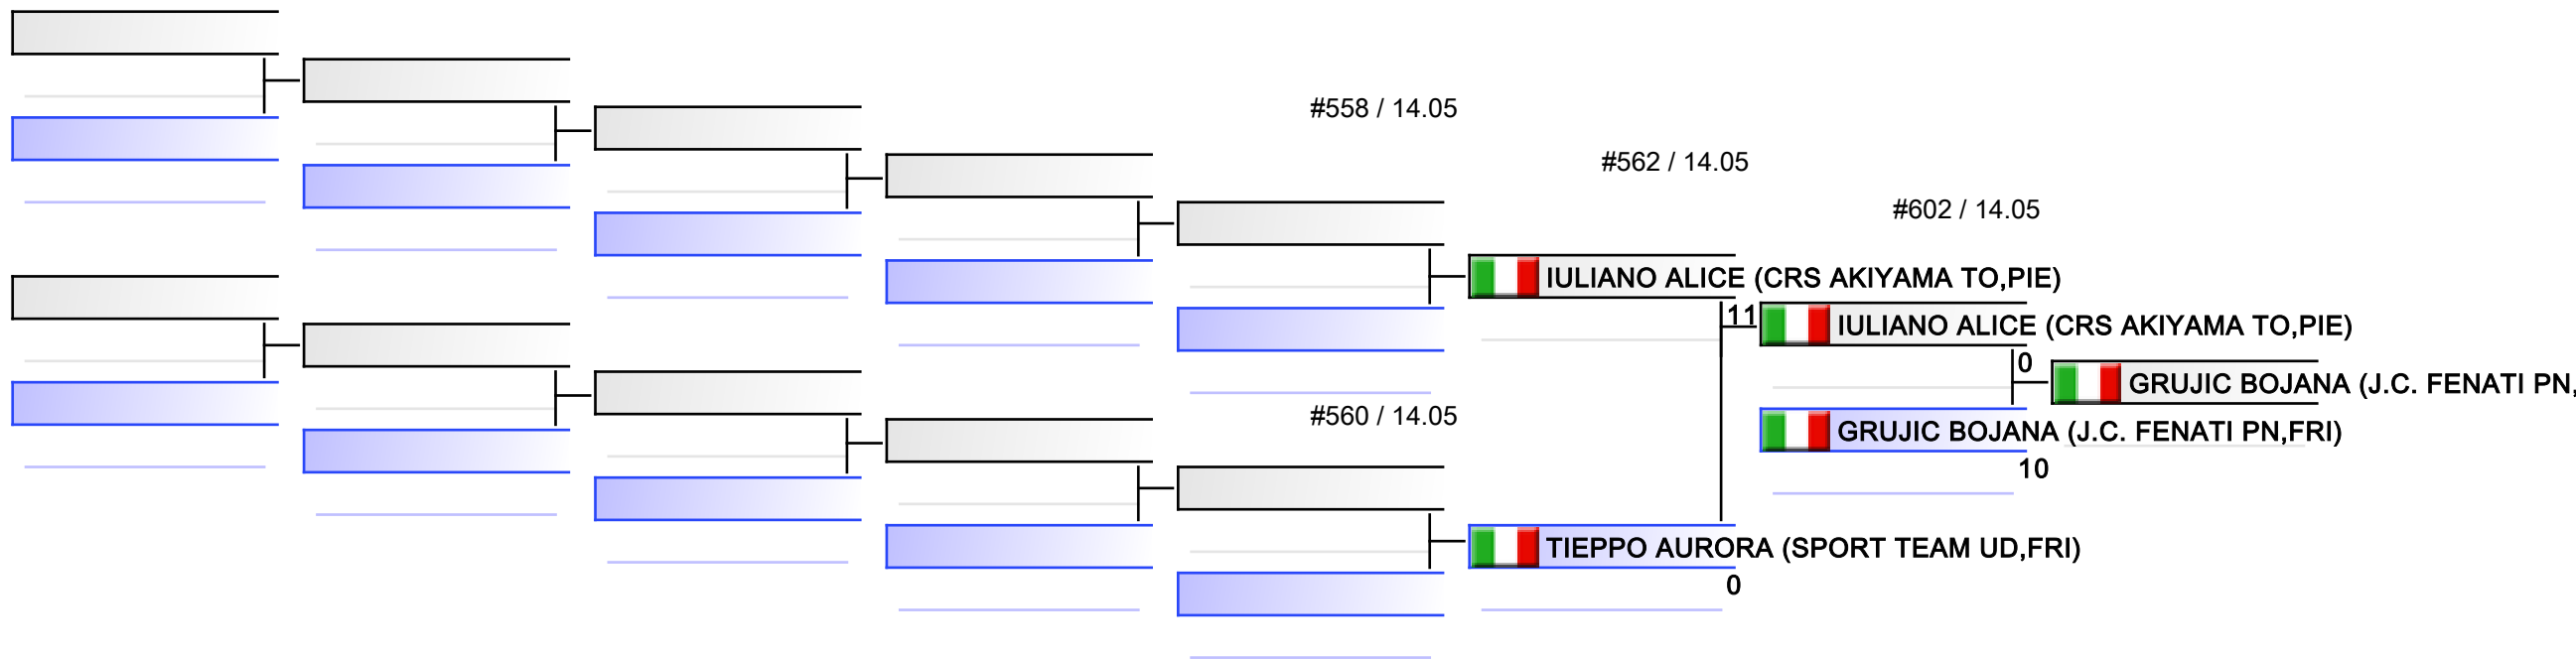 #558 / 14.05
#562 / 14.05
#602 / 14.05
IULIANO ALICE (CRS AKIYAMA TO,PIE)
11
IULIANO ALICE (CRS AKIYAMA TO,PIE)
0
GRUJIC BOJANA (J.C. FENATI PN,
#560 / 14.05
GRUJIC BOJANA (J.C. FENATI PN,FRI)
10
TIEPPO AURORA (SPORT TEAM UD,FRI)
0